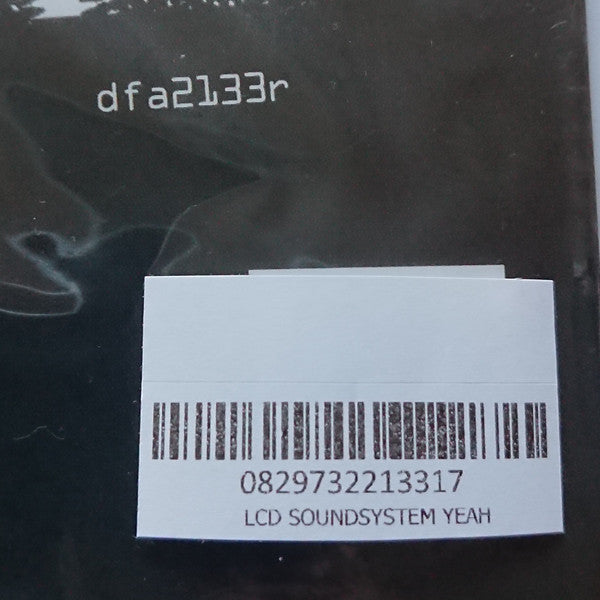 dfa2133r
0829732213317
LCD SOUNDSYSTEM YEAH